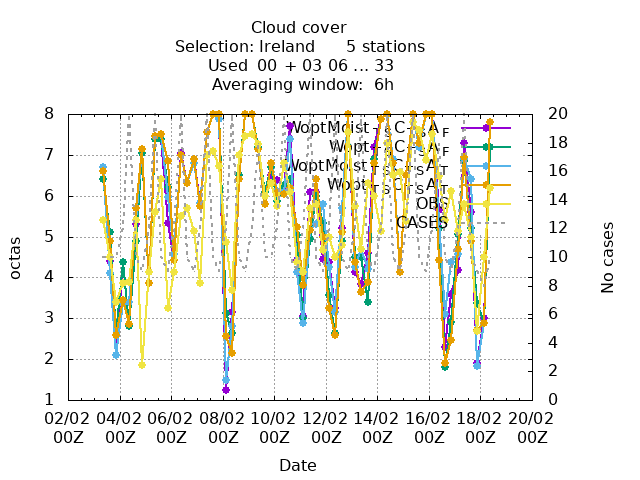 Cloud cover
Selection: Ireland 5 stations
Used 00 + 03 06 ... 33
Averaging window: 6h
octas
No cases
8
7
6
5
4
3
2
1
20
18
16
14
12
10
8
6
4
2
0
OBS
CASES
02/02 04/02 06/02 08/02 10/02 12/02 14/02 16/02 18/02 20/02
00Z 00Z 00Z 00Z 00Z 00Z 00Z 00Z 00Z 00Z
Date